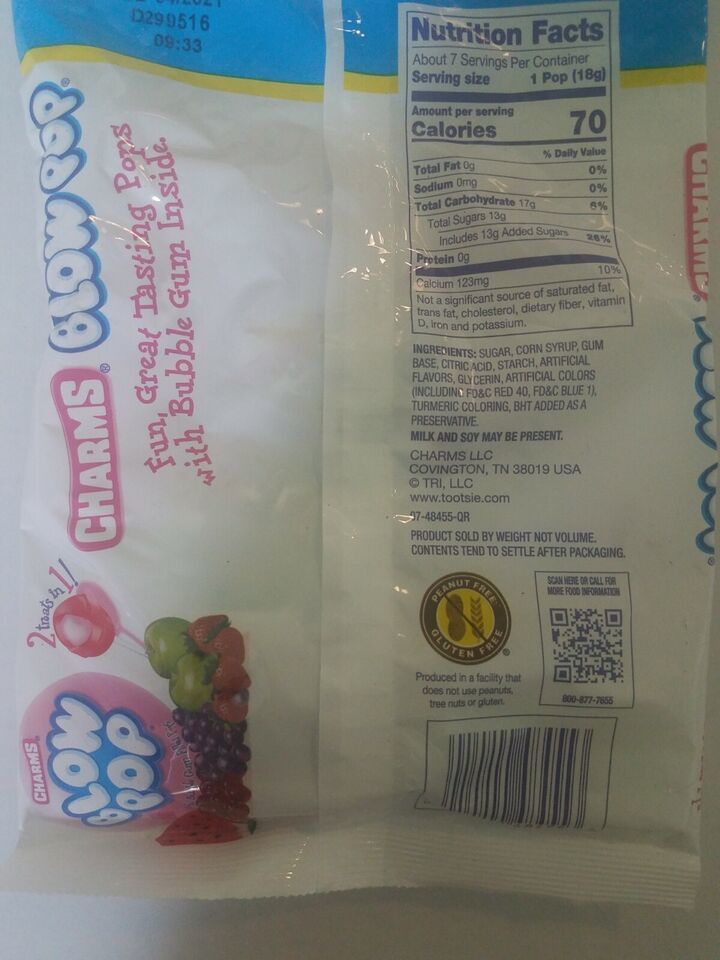 D299516
09:33
CHARMS® BLOW POP®
Fun, Great Tasting Pops
with Bubble Gum Inside.
2 treats in 1!
CHARMS
BLOW
POP
Nutrition Facts
About 7 Servings Per Container
Serving size 1 Pop (18g)
Amount per serving
Calories 70
% Daily Value
Total Fat 0g 0%
Sodium 0mg 0%
Total Carbohydrate 17g 6%
Total Sugars 13g
Includes 13g Added Sugars 26%
Protein 0g
Calcium 123mg 10%
Not a significant source of saturated fat,
trans fat, cholesterol, dietary fiber, vitamin
D, iron and potassium.
INGREDIENTS: SUGAR, CORN SYRUP, GUM
BASE, CITRIC ACID, STARCH, ARTIFICIAL
FLAVORS, GLYCERIN, ARTIFICIAL COLORS
(INCLUDING FD&C RED 40, FD&C BLUE 1),
TURMERIC COLORING, BHT ADDED AS A
PRESERVATIVE.
MILK AND SOY MAY BE PRESENT.
CHARMS LLC
COVINGTON, TN 38019 USA
© TRI, LLC
www.tootsie.com
07-48455-QR
PRODUCT SOLD BY WEIGHT NOT VOLUME.
CONTENTS TEND TO SETTLE AFTER PACKAGING.
PEANUT FREE
GLUTEN FREE
®
Produced in a facility that
does not use peanuts,
tree nuts or gluten.
SCAN HERE OR CALL FOR
MORE FOOD INFORMATION
800-877-7655